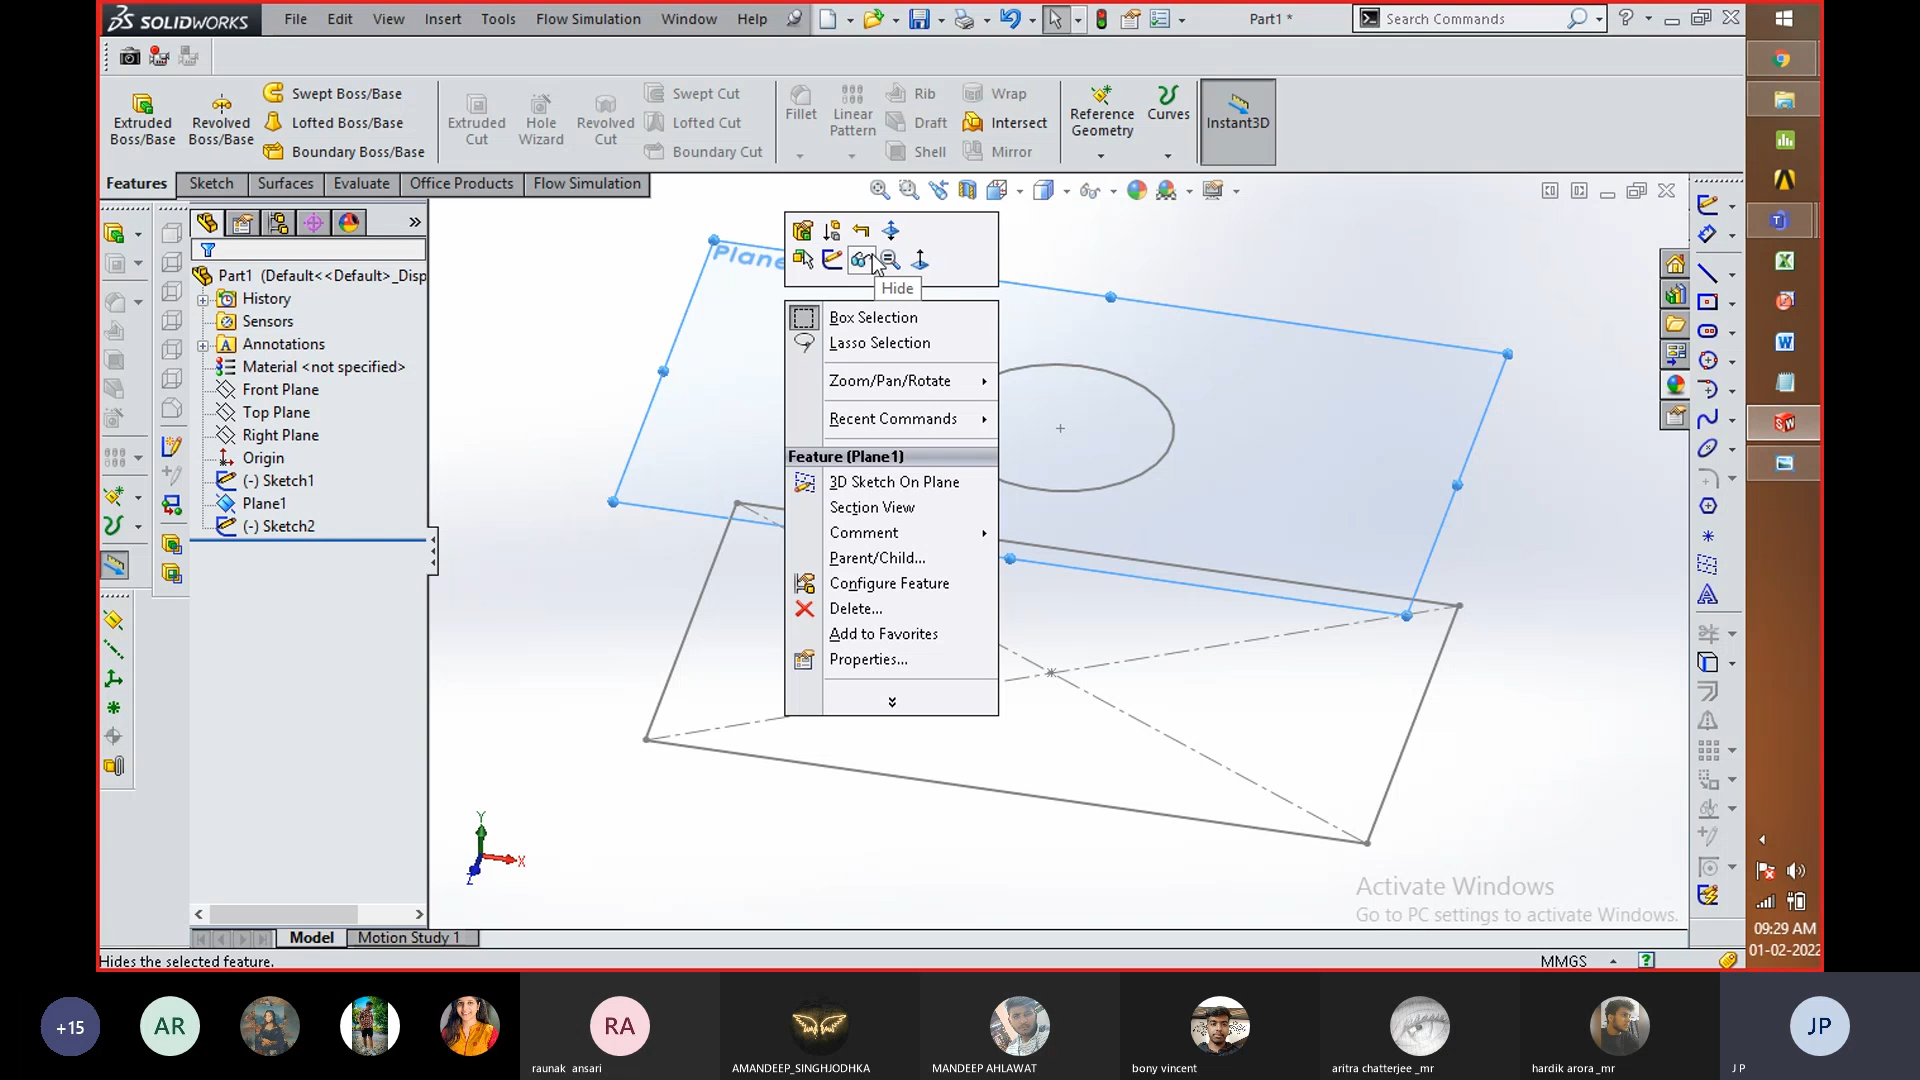 SOLIDWORKS File Edit View Insert Tools Flow Simulation Window Help Part1 * Search Commands
Extruded Boss/Base
Revolved Boss/Base
Swept Boss/Base
Lofted Boss/Base
Boundary Boss/Base
Extruded Cut
Hole Wizard
Revolved Cut
Swept Cut
Lofted Cut
Boundary Cut
Fillet
Linear Pattern
Rib
Draft
Shell
Wrap
Intersect
Mirror
Reference Geometry
Curves
Instant3D
Features Sketch Surfaces Evaluate Office Products Flow Simulation
Part1 (Default<<Default>_Disp
History
Sensors
Annotations
Material <not specified>
Front Plane
Top Plane
Right Plane
Origin
(-) Sketch1
Plane1
(-) Sketch2
Plane
Hide
Box Selection
Lasso Selection
Zoom/Pan/Rotate
Recent Commands
Feature (Plane1)
3D Sketch On Plane
Section View
Comment
Parent/Child...
Configure Feature
Delete...
Add to Favorites
Properties...
Y
X
Z
Activate Windows
Go to PC settings to activate Windows.
Model Motion Study 1
Hides the selected feature. MMGS
09:29 AM
01-02-2022
+15 AR RA JP
raunak ansari AMANDEEP_SINGHJODHKA MANDEEP AHLAWAT bony vincent aritra chatterjee _mr hardik arora _mr J P